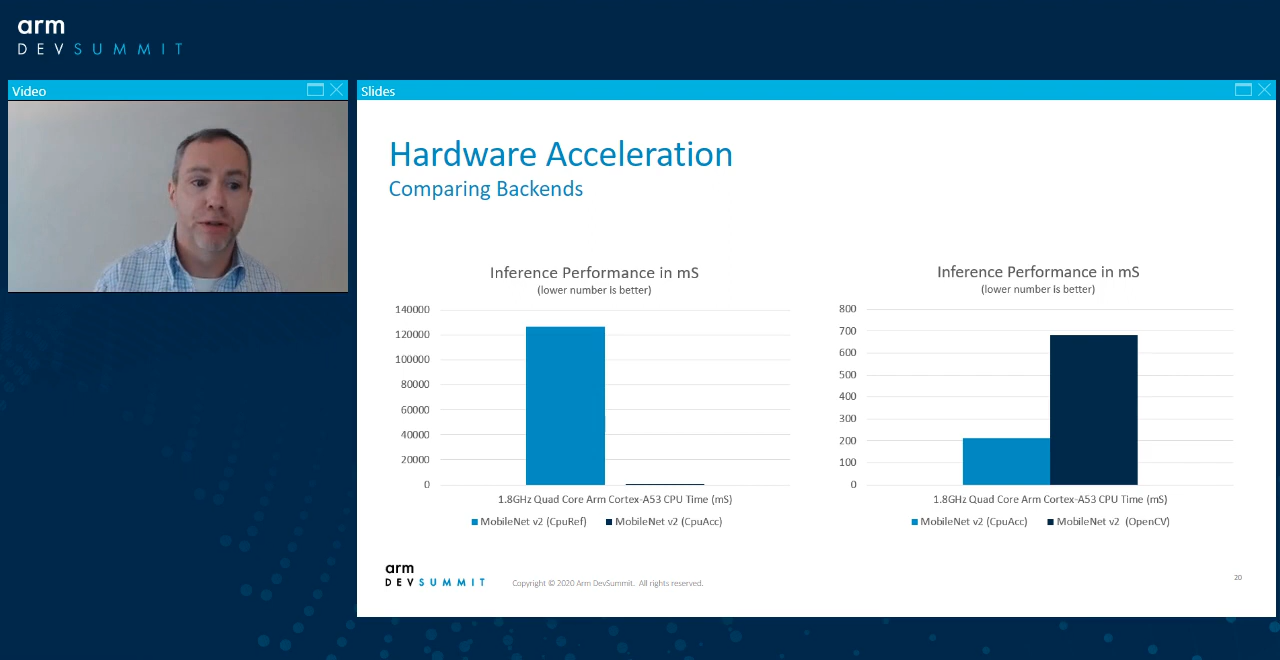 arm
DEVSUMMIT
Video
Slides
Hardware Acceleration
Comparing Backends
Inference Performance in mS
(lower number is better)
140000
120000
100000
80000
60000
40000
20000
0
1.8GHz Quad Core Arm Cortex-A53 CPU Time (mS)
MobileNet v2 (CpuRef) MobileNet v2 (CpuAcc)
Inference Performance in mS
(lower number is better)
800
700
600
500
400
300
200
100
0
1.8GHz Quad Core Arm Cortex-A53 CPU Time (mS)
MobileNet v2 (CpuAcc) MobileNet v2 (OpenCV)
arm
DEVSUMMIT
Copyright © 2020 Arm DevSummit. All rights reserved.
20